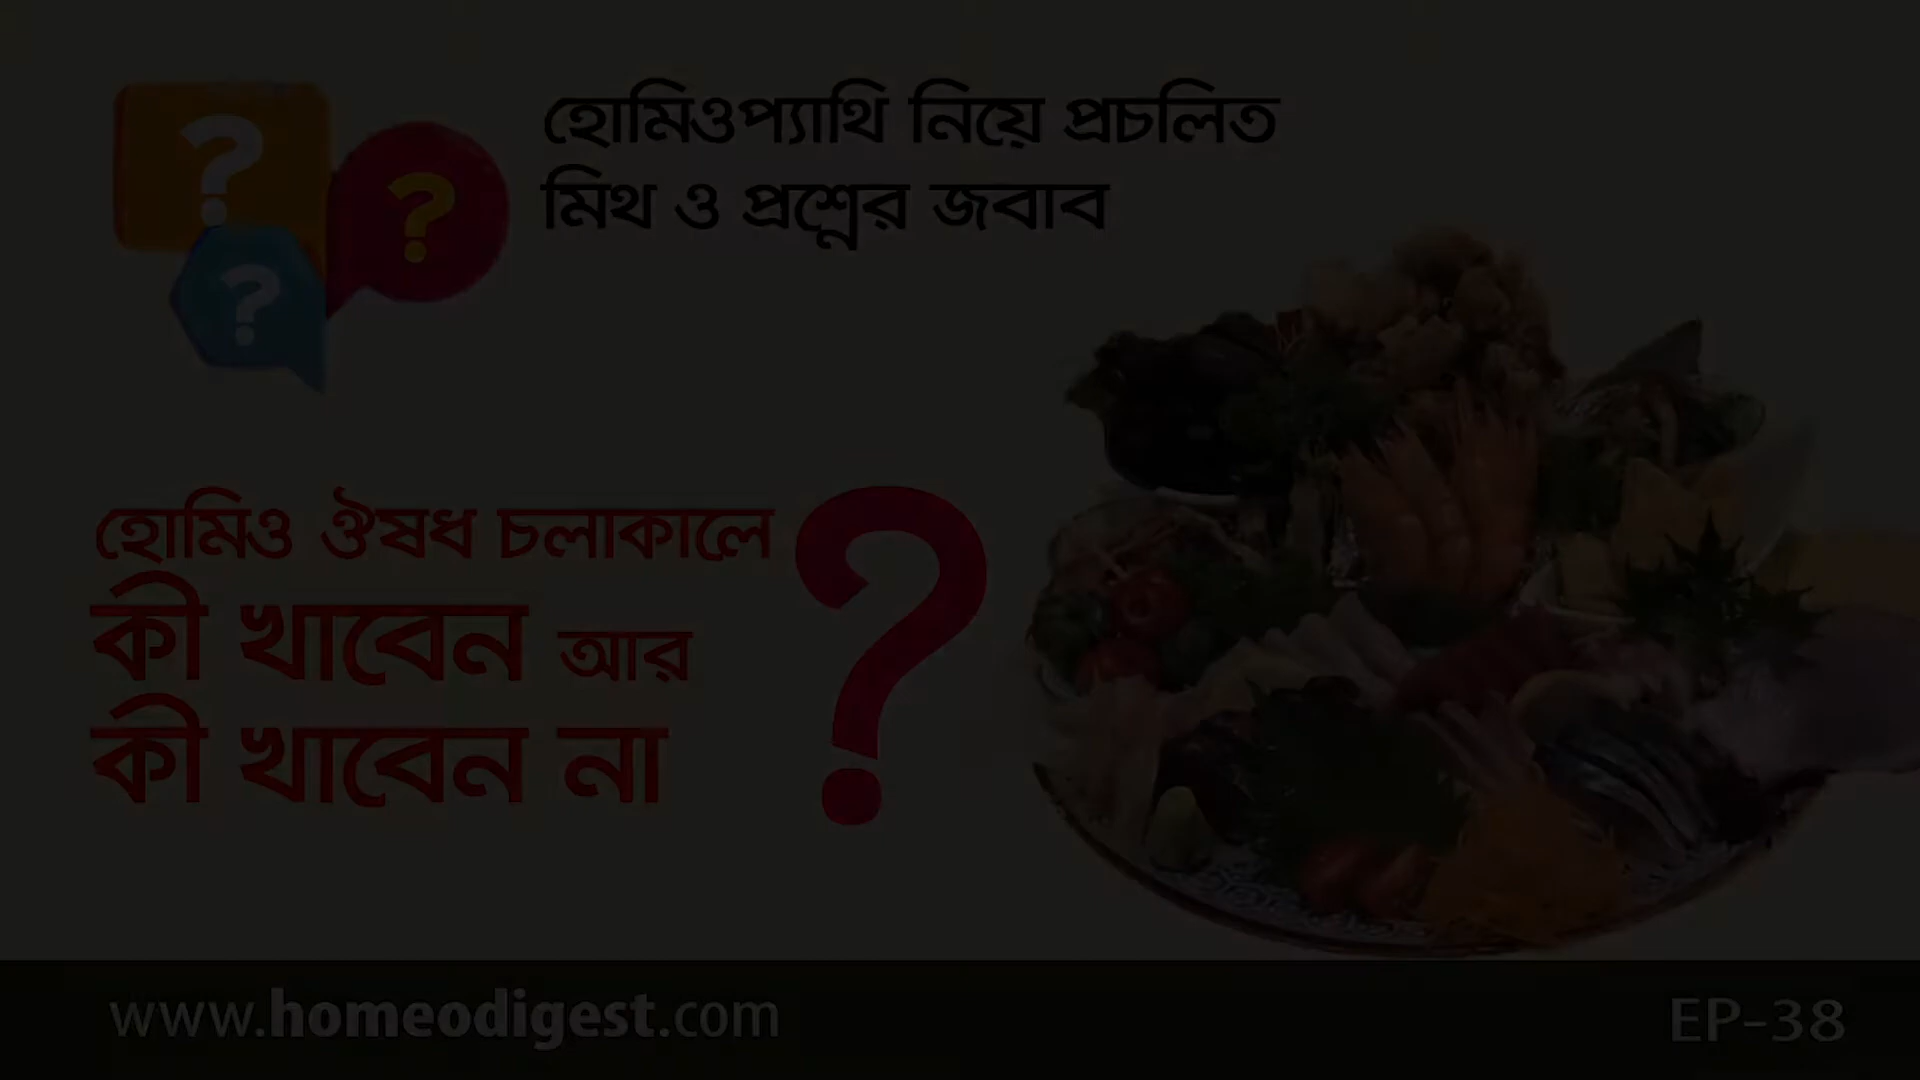 হোমিওপ্যাথি নিয়ে প্রচলিত
মিথ ও প্রশ্নের জবাব
হোমিও ঔষধ চলাকালে
কী খাবেন আর
কী খাবেন না ?
www.homeodigest.com
EP-38